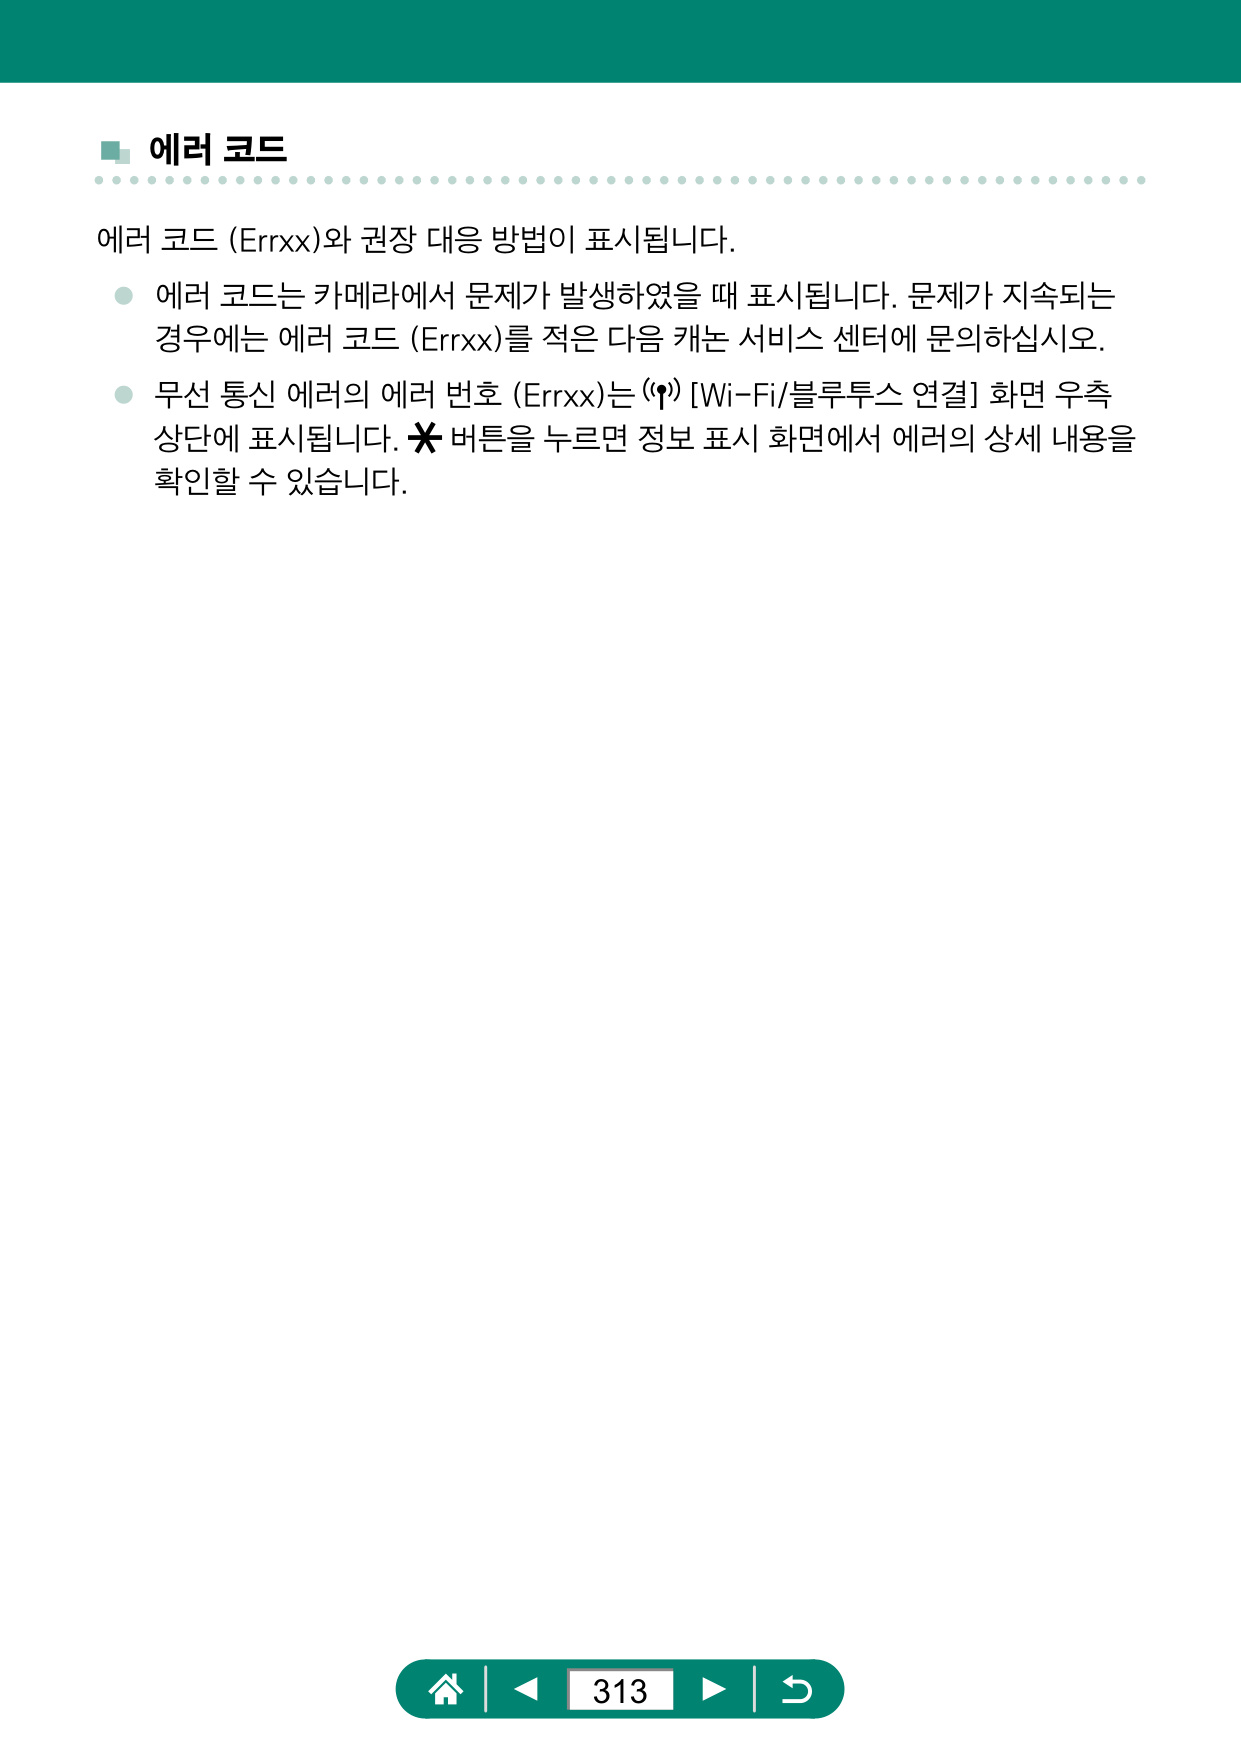 에러 코드
에러 코드 (Errxx)와 권장 대응 방법이 표시됩니다.
에러 코드는 카메라에서 문제가 발생하였을 때 표시됩니다. 문제가 지속되는
경우에는 에러 코드 (Errxx)를 적은 다음 캐논 서비스 센터에 문의하십시오.
무선 통신 에러의 에러 번호 (Errxx)는 [Wi-Fi/블루투스 연결] 화면 우측
상단에 표시됩니다. 버튼을 누르면 정보 표시 화면에서 에러의 상세 내용을
확인할 수 있습니다.
313